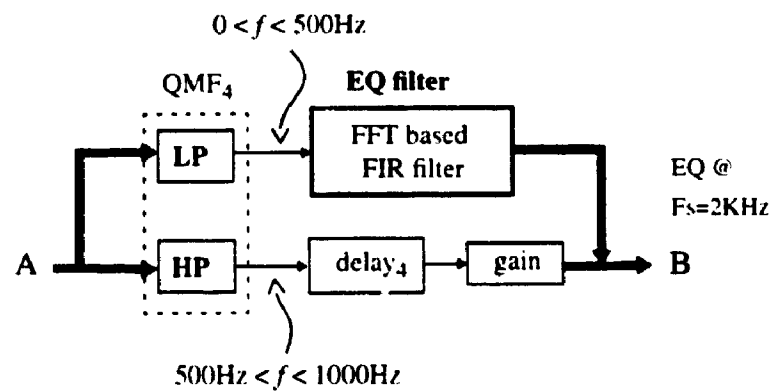 0 < f < 500Hz
QMF4
EQ filter
LP
FFT based
FIR filter
EQ @
Fs=2KHz
A
HP
delay4
gain
B
500Hz < f < 1000Hz